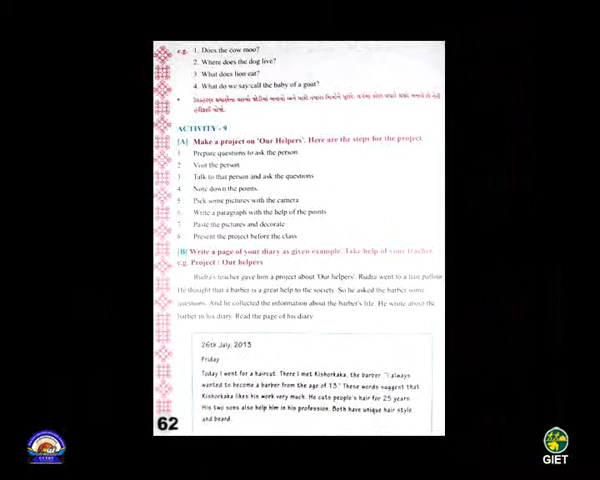 e.g. 1. Does the cow moo?
2. Where does the dog live?
3. What does lion eat?
4. What do we say/call the baby of a goat?
ACTIVITY - 9
[A] Make a project on 'Our Helpers'. Here are the steps for the project.
1 Prepare questions to ask the person
2 Visit the person
3 Talk to that person and ask the questions
4 Note down the points.
5 Pick some pictures with the camera
6 Write a paragraph with the help of the points
7 Paste the pictures and decorate
8 Present the project before the class
[B] Write a page of your diary as given example. Take help of your teacher.
e.g. Project : Our helpers
Rudra's teacher gave him a project about 'Our helpers'. Rudra went to a hair parlour
He thought that a barber is a great help to the society. So he asked the barber some
questions. And he collected the information about the barber's life. He wrote about the
barber in his diary. Read the page of his diary
26th July, 2013
Friday
Today I went for a haircut. There I met Kishorkaka, the barber "I always
wanted to become a barber from the age of 13." These words suggest that
Kishorkaka likes his work very much. He cuts people's hair for 25 years.
His two sons also help him in his profession. Both have unique hair style
and beard.
62
GIET